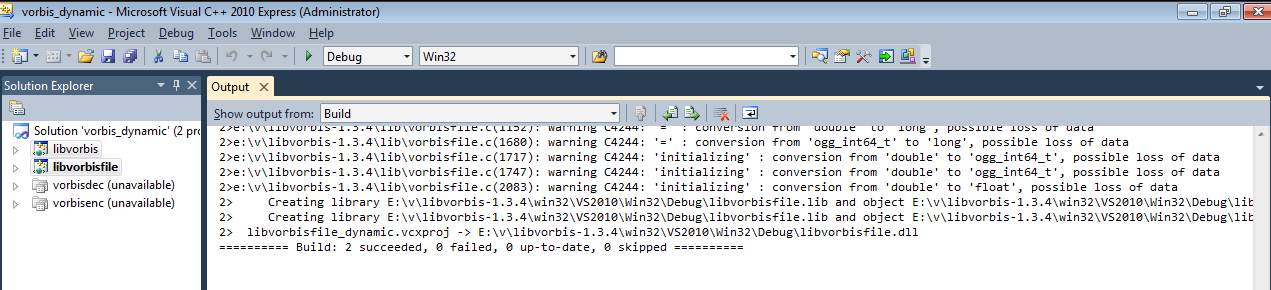 vorbis_dynamic - Microsoft Visual C++ 2010 Express (Administrator)
File Edit View Project Debug Tools Window Help
Debug Win32
Solution Explorer
Output
Show output from: Build
Solution 'vorbis_dynamic' (2 pro
libvorbis
libvorbisfile
vorbisdec (unavailable)
vorbisenc (unavailable)
2>e:\v\libvorbis-1.3.4\lib\vorbisfile.c(1152): warning C4244: '=' : conversion from 'double' to 'long', possible loss of data
2>e:\v\libvorbis-1.3.4\lib\vorbisfile.c(1680): warning C4244: '=' : conversion from 'ogg_int64_t' to 'long', possible loss of data
2>e:\v\libvorbis-1.3.4\lib\vorbisfile.c(1717): warning C4244: 'initializing' : conversion from 'double' to 'ogg_int64_t', possible loss of data
2>e:\v\libvorbis-1.3.4\lib\vorbisfile.c(1747): warning C4244: 'initializing' : conversion from 'double' to 'ogg_int64_t', possible loss of data
2>e:\v\libvorbis-1.3.4\lib\vorbisfile.c(2083): warning C4244: 'initializing' : conversion from 'double' to 'float', possible loss of data
2> Creating library E:\v\libvorbis-1.3.4\win32\VS2010\Win32\Debug\libvorbisfile.lib and object E:\v\libvorbis-1.3.4\win32\VS2010\Win32\Debug\lib
2> Creating library E:\v\libvorbis-1.3.4\win32\VS2010\Win32\Debug\libvorbisfile.lib and object E:\v\libvorbis-1.3.4\win32\VS2010\Win32\Debug\lib
2> libvorbisfile_dynamic.vcxproj -> E:\v\libvorbis-1.3.4\win32\VS2010\Win32\Debug\libvorbisfile.dll
========== Build: 2 succeeded, 0 failed, 0 up-to-date, 0 skipped ==========